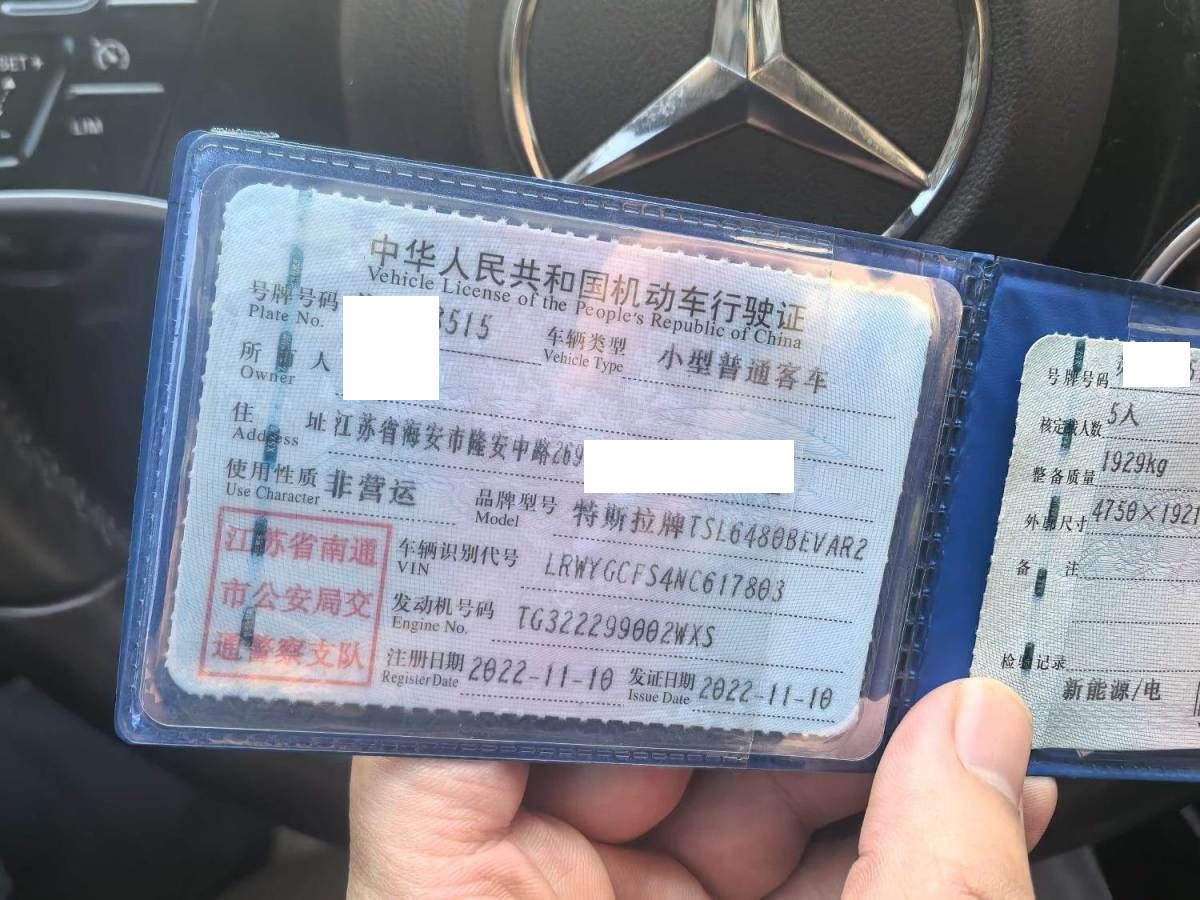 SET +
LIM
中华人民共和国机动车行驶证
Vehicle License of the People's Republic of China
号牌号码 3515 车辆类型 小型普通客车
Plate No. Vehicle Type
所有人
Owner
住址 江苏省海安市隆安中路269
Address
使用性质 非营运 品牌型号 特斯拉牌TSL6480BEVAR2
Use Character Model
江苏省南通
市公安局交
通警察支队
车辆识别代号 LRWYGCFS4NC617803
VIN
发动机号码 TG322299002WXS
Engine No.
注册日期 2022-11-10 发证日期 2022-11-10
Register Date Issue Date
号牌号码
核定载人数 5人
整备质量 1929kg
外廓尺寸 4750×1921
备注
检验记录
新能源/电